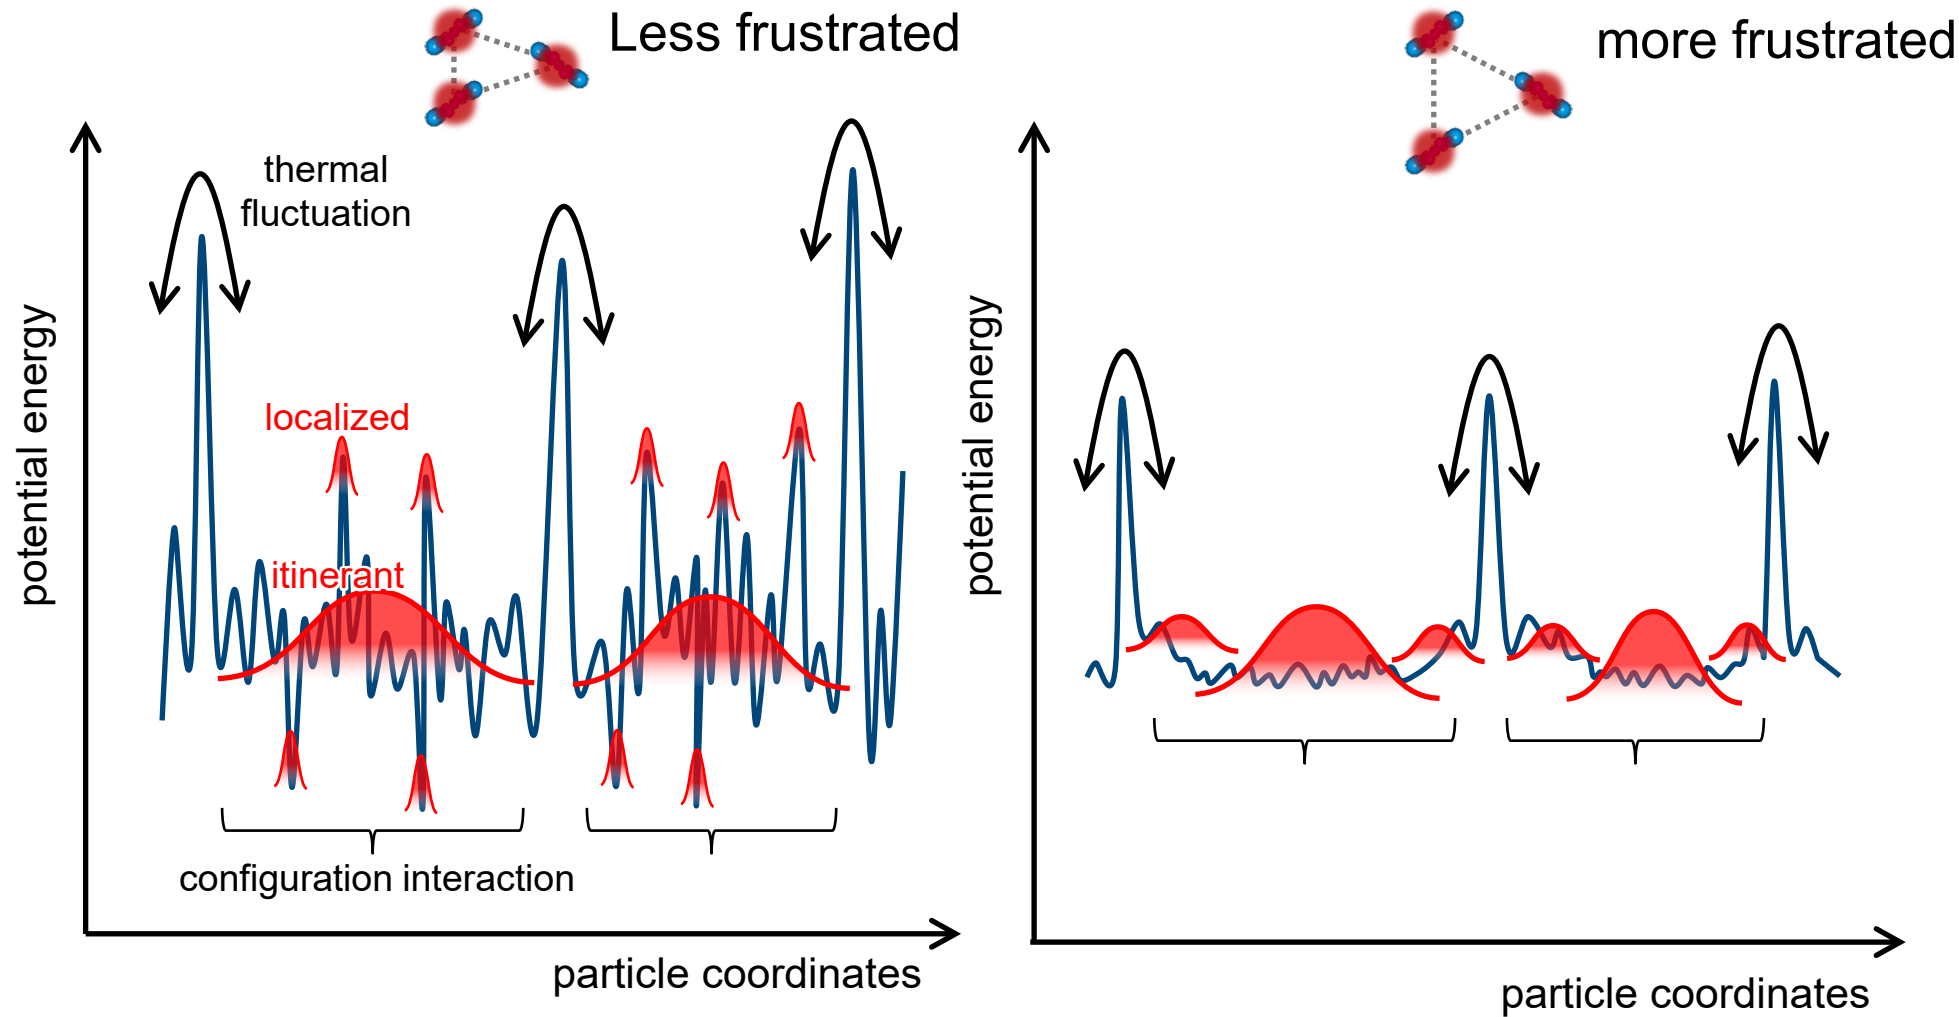 Less frustrated
thermal
fluctuation
potential energy
localized
itinerant
configuration interaction
particle coordinates
more frustrated
potential energy
particle coordinates